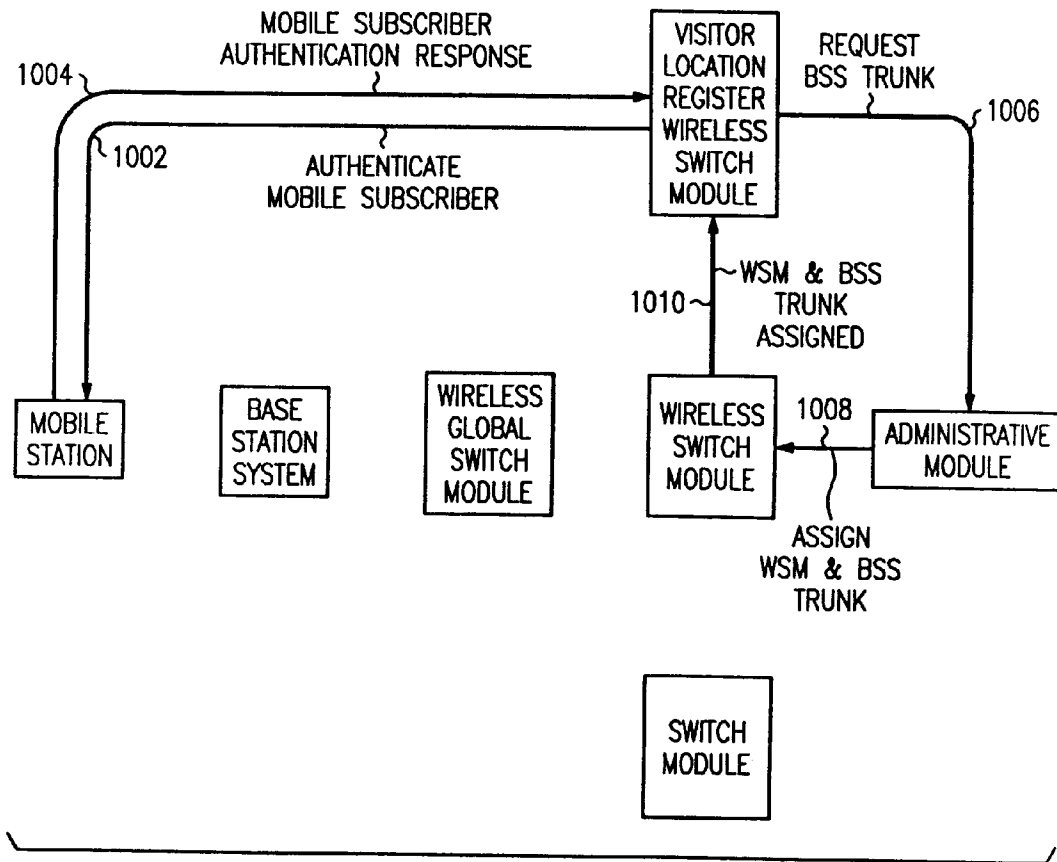 MOBILE SUBSCRIBER
AUTHENTICATION RESPONSE
1004
1002
AUTHENTICATE
MOBILE SUBSCRIBER
VISITOR
LOCATION
REGISTER
WIRELESS
SWITCH
MODULE
REQUEST
BSS TRUNK
1006
1010
WSM & BSS
TRUNK
ASSIGNED
MOBILE
STATION
BASE
STATION
SYSTEM
WIRELESS
GLOBAL
SWITCH
MODULE
WIRELESS
SWITCH
MODULE
1008
ADMINISTRATIVE
MODULE
ASSIGN
WSM & BSS
TRUNK
SWITCH
MODULE